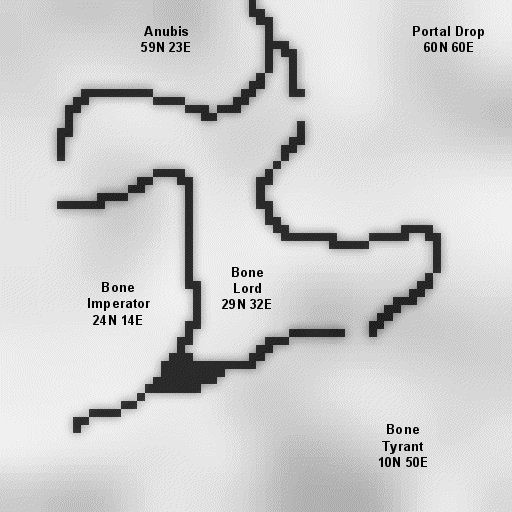 Anubis
59N 23E
Portal Drop
60N 60E
Bone
Lord
29N 32E
Bone
Imperator
24N 14E
Bone
Tyrant
10N 50E